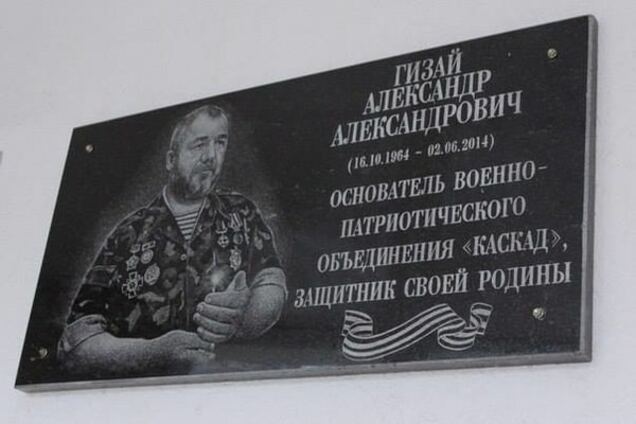 ГИЗАЙ
АЛЕКСАНДР
АЛЕКСАНДРОВИЧ
(16.10.1964 – 02.06.2014)
ОСНОВАТЕЛЬ ВОЕННО-
ПАТРИОТИЧЕСКОГО
ОБЪЕДИНЕНИЯ «КАСКАД»,
ЗАЩИТНИК СВОЕЙ РОДИНЫ